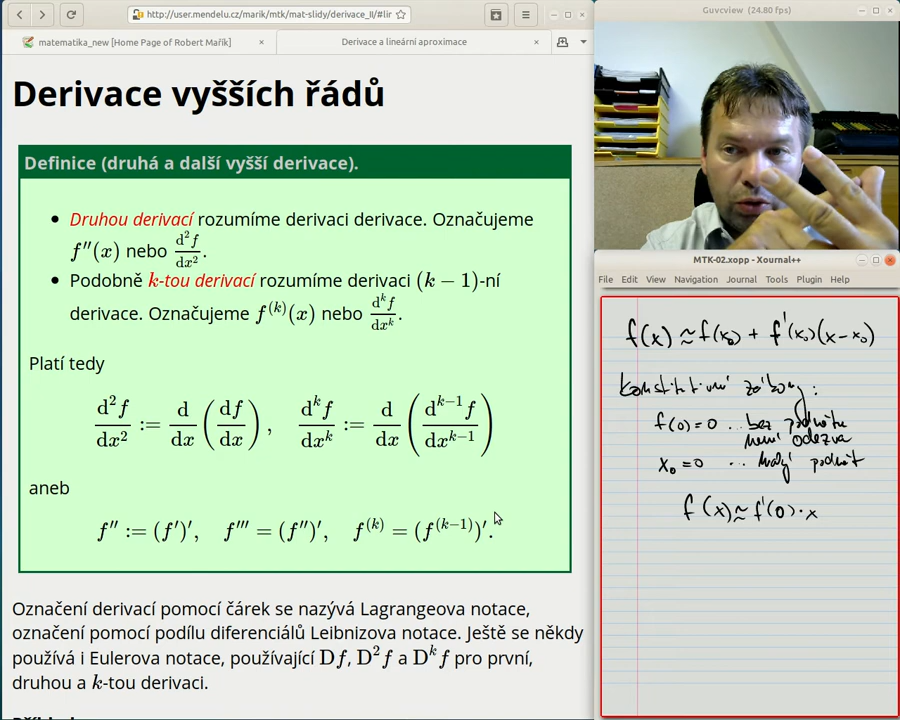 http://user.mendelu.cz/marik/mtk/mat-slidy/derivace_II/#lir
matematika_new [Home Page of Robert Mařík]
Derivace a lineární aproximace
Derivace vyšších řádů
Definice (druhá a další vyšší derivace).
• Druhou derivací rozumíme derivaci derivace. Označujeme
f''(x) nebo d²f/dx².
• Podobně k-tou derivací rozumíme derivaci (k − 1)-ní
derivace. Označujeme f^(k)(x) nebo d^k f/dx^k.
Platí tedy
d²f/dx² := d/dx (df/dx), d^k f/dx^k := d/dx (d^(k−1) f/dx^(k−1))
aneb
f'' := (f')', f''' = (f'')', f^(k) = (f^(k−1))'.
Označení derivací pomocí čárek se nazývá Lagrangeova notace,
označení pomocí podílu diferenciálů Leibnizova notace. Ještě se někdy
používá i Eulerova notace, používající Df, D²f a D^k f pro první,
druhou a k-tou derivaci.
Guvcview (24.80 fps)
MTK-02.xopp - Xournal++
File Edit View Navigation Journal Tools Plugin Help
f(x) ≈ f(x₀) + f'(x₀)(x−x₀)
konstitutivní zákony:
f(0)=0 .. bez podnětu
není odezva
x₀=0 .. malý podnět
f(x) ≈ f'(0)·x